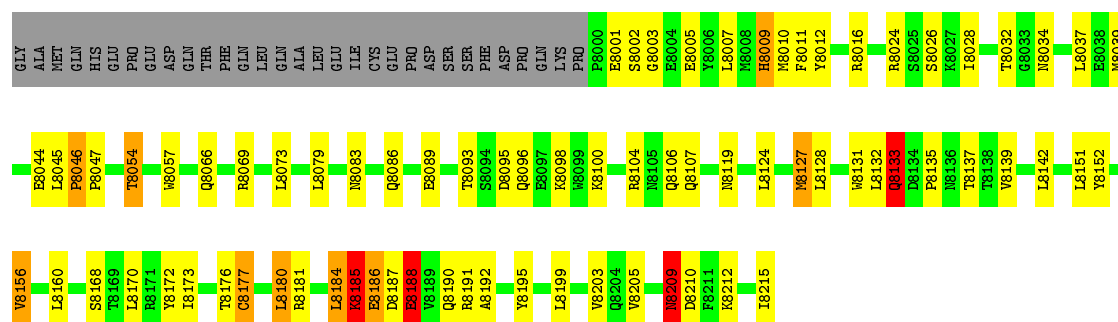 GLY ALA MET GLN HIS GLU PRO GLU ASP GLN THR PHE GLN LEU GLN ALA LEU GLU ILE CYS GLU PRO ASP SER SER PHE ASP PRO GLN LYS PRO P8000 E8001 S8002 G8003 E8004 E8005 Y8006 L8007 M8008 H8009 M8010 F8011 Y8012 R8016 R8024 S8025 S8026 K8027 I8028 T8032 G8033 N8034 L8037 E8038 M8039
E8044 L8045 P8046 P8047 T8054 W8057 Q8066 R8069 L8073 L8079 N8083 Q8086 E8089 T8093 S8094 D8095 Q8096 E8097 K8098 W8099 K8100 R8104 N8105 Q8106 Q8107 N8119 L8124 M8127 L8128 W8131 L8132 Q8133 D8134 P8135 N8136 T8137 T8138 V8139 L8142 L8151 Y8152
V8156 L8160 S8168 T8169 L8170 R8171 Y8172 I8173 T8176 C8177 L8180 R8181 L8184 K8185 E8186 D8187 E8188 V8189 Q8190 R8191 A8192 Y8195 L8199 V8203 Q8204 V8205 N8209 D8210 F8211 K8212 I8215